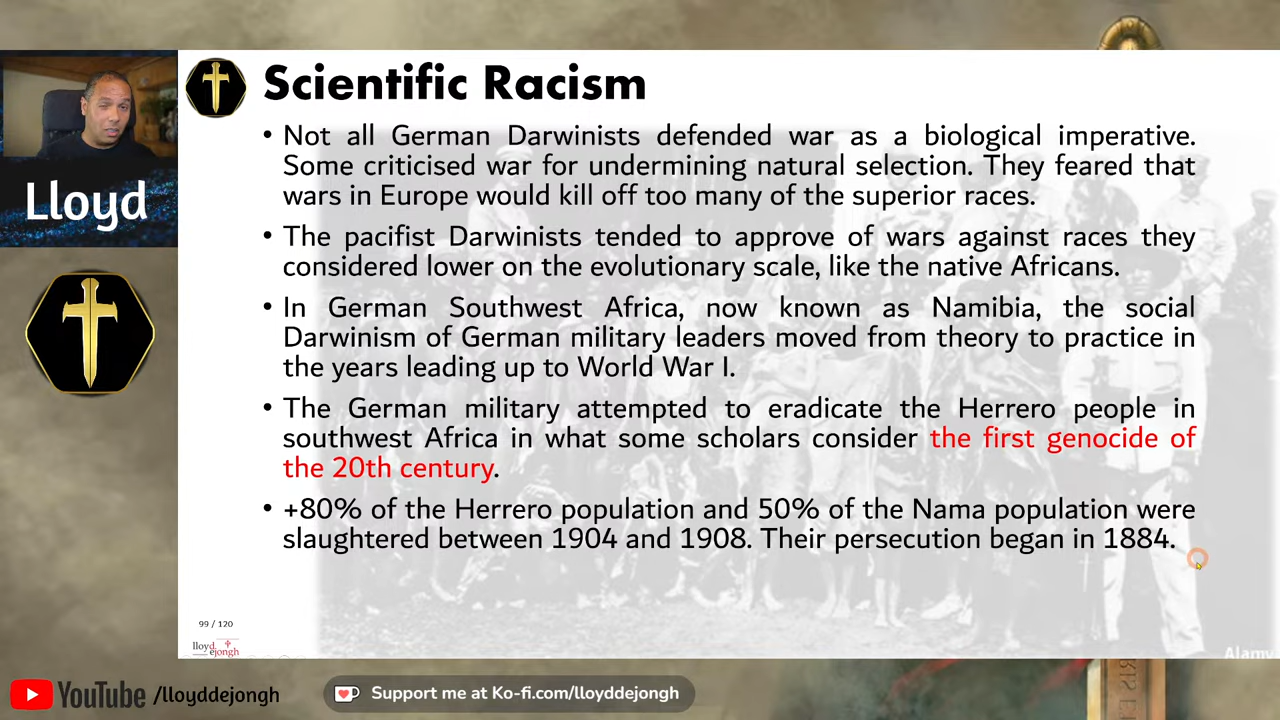 Scientific Racism
• Not all German Darwinists defended war as a biological imperative.
Some criticised war for undermining natural selection. They feared that
wars in Europe would kill off too many of the superior races.
• The pacifist Darwinists tended to approve of wars against races they
considered lower on the evolutionary scale, like the native Africans.
• In German Southwest Africa, now known as Namibia, the social
Darwinism of German military leaders moved from theory to practice in
the years leading up to World War I.
• The German military attempted to eradicate the Herrero people in
southwest Africa in what some scholars consider the first genocide of
the 20th century.
• +80% of the Herrero population and 50% of the Nama population were
slaughtered between 1904 and 1908. Their persecution began in 1884.
Lloyd
99 / 120
lloyd
ejongh
Alamy
YouTube /lloyddejongh
Support me at Ko-fi.com/lloyddejongh